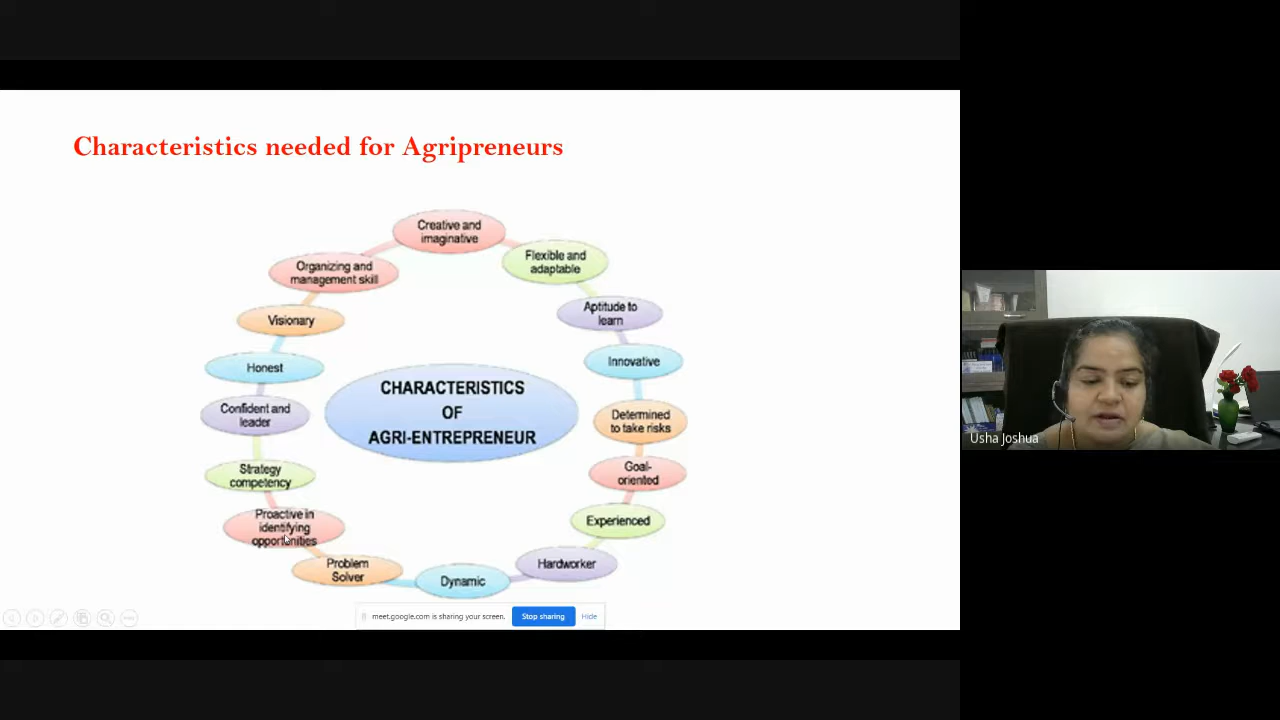 Characteristics needed for Agripreneurs
Creative and
imaginative
Flexible and
adaptable
Aptitude to
learn
Innovative
Determined
to take risks
Goal-
oriented
Experienced
Hardworker
Dynamic
Problem
Solver
Proactive in
identifying
opportunities
Strategy
competency
Confident and
leader
Honest
Visionary
Organizing and
management skill
CHARACTERISTICS
OF
AGRI-ENTREPRENEUR
meet.google.com is sharing your screen.
Stop sharing
Hide
Usha Joshua